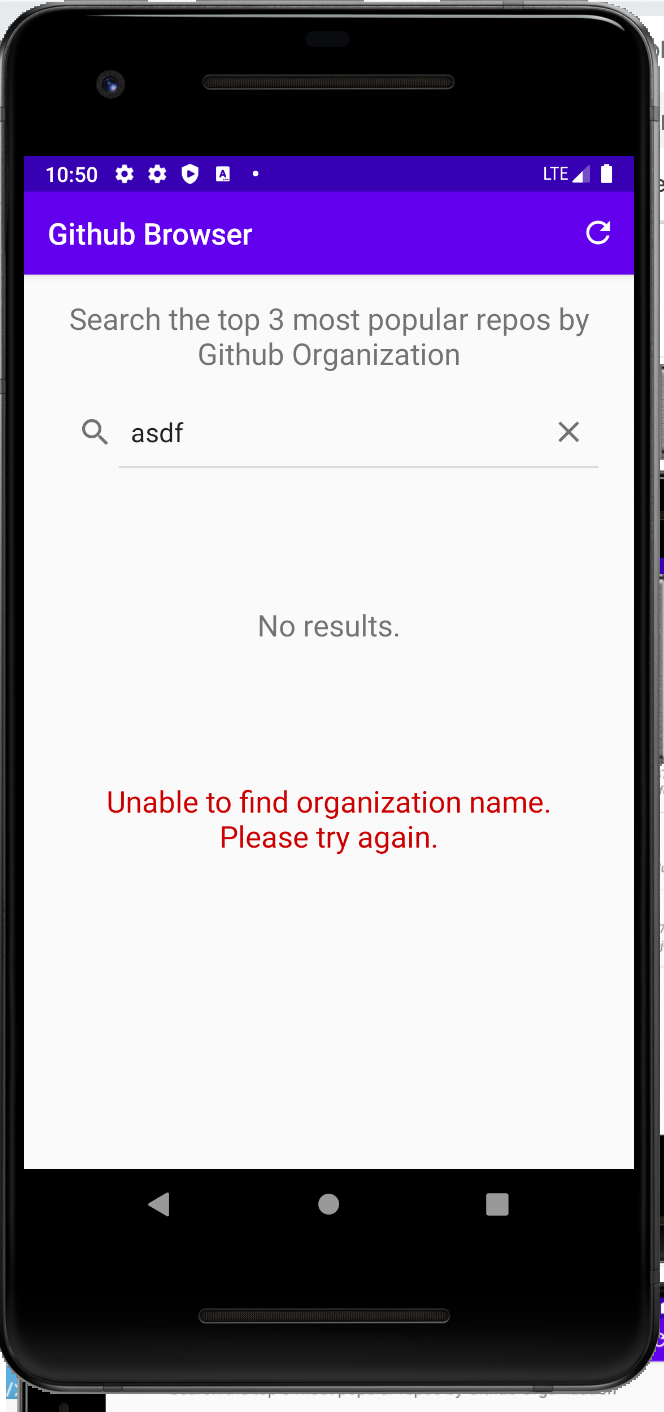 10:50
LTE
Github Browser
Search the top 3 most popular repos by
Github Organization
asdf
No results.
Unable to find organization name.
Please try again.